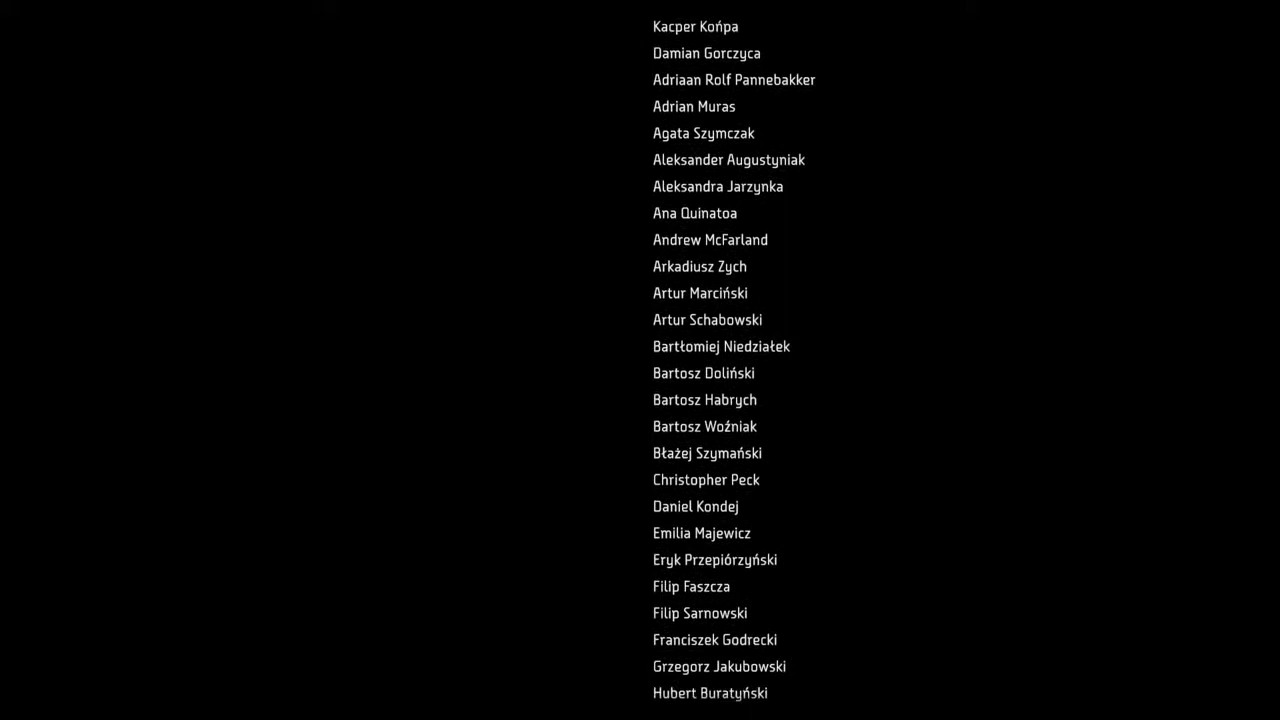 Kacper Końpa
Damian Gorczyca
Adriaan Rolf Pannebakker
Adrian Muras
Agata Szymczak
Aleksander Augustyniak
Aleksandra Jarzynka
Ana Quinatoa
Andrew McFarland
Arkadiusz Zych
Artur Marciński
Artur Schabowski
Bartłomiej Niedziałek
Bartosz Doliński
Bartosz Habrych
Bartosz Woźniak
Błażej Szymański
Christopher Peck
Daniel Kondej
Emilia Majewicz
Eryk Przepiórzyński
Filip Faszcza
Filip Sarnowski
Franciszek Godrecki
Grzegorz Jakubowski
Hubert Buratyński